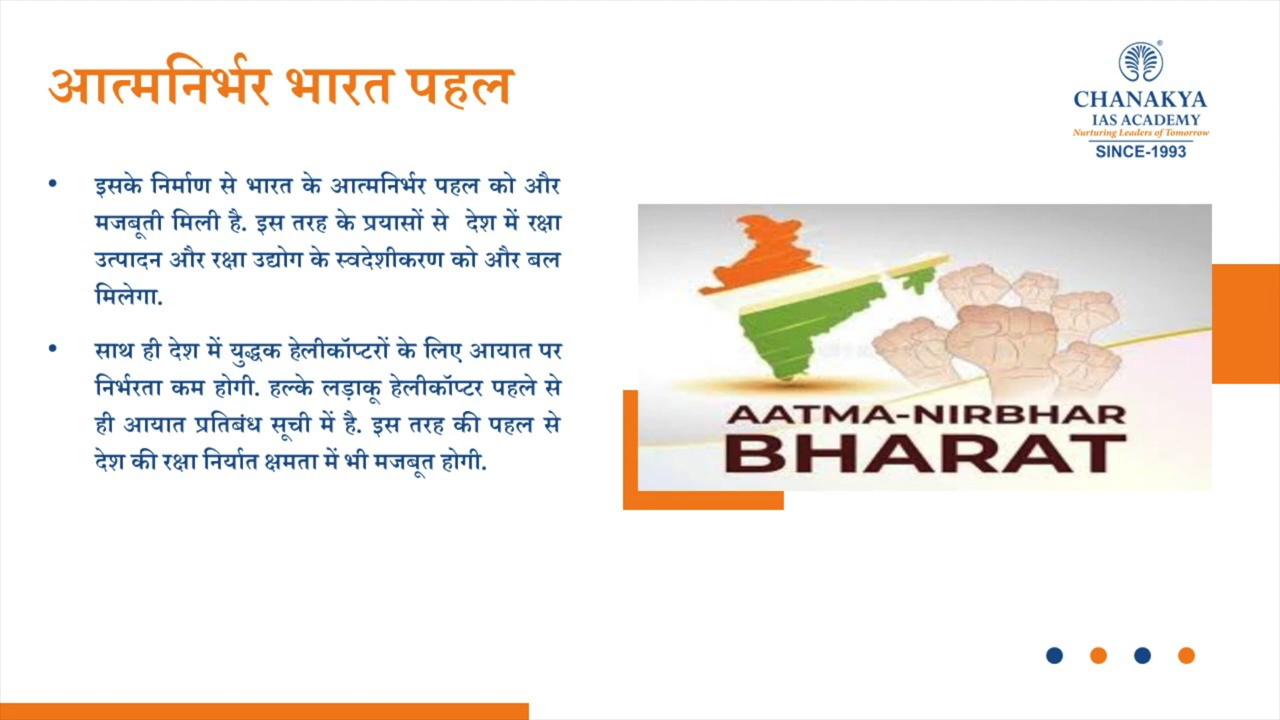 आत्मनिर्भर भारत पहल
CHANAKYA
IAS ACADEMY
Nurturing Leaders of Tomorrow
SINCE-1993
• इसके निर्माण से भारत के आत्मनिर्भर पहल को और
मजबूती मिली है. इस तरह के प्रयासों से देश में रक्षा
उत्पादन और रक्षा उद्योग के स्वदेशीकरण को और बल
मिलेगा.
• साथ ही देश में युद्धक हेलीकॉप्टरों के लिए आयात पर
निर्भरता कम होगी. हल्के लड़ाकू हेलीकॉप्टर पहले से
ही आयात प्रतिबंध सूची में है. इस तरह की पहल से
देश की रक्षा निर्यात क्षमता में भी मजबूत होगी.
AATMA-NIRBHAR
BHARAT